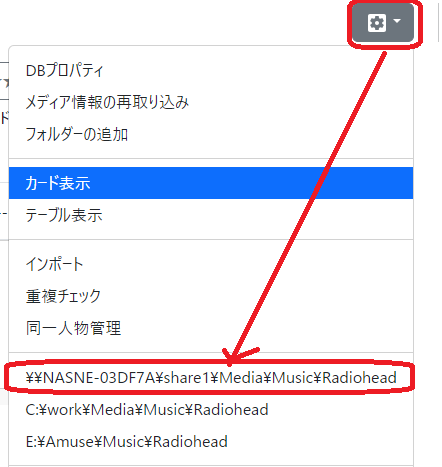 DBプロパティ
メディア情報の再取り込み
フォルダーの追加
カード表示
テーブル表示
インポート
重複チェック
同一人物管理
¥¥NASNE-03DF7A¥share1¥Media¥Music¥Radiohead
C:¥work¥Media¥Music¥Radiohead
E:¥Amuse¥Music¥Radiohead